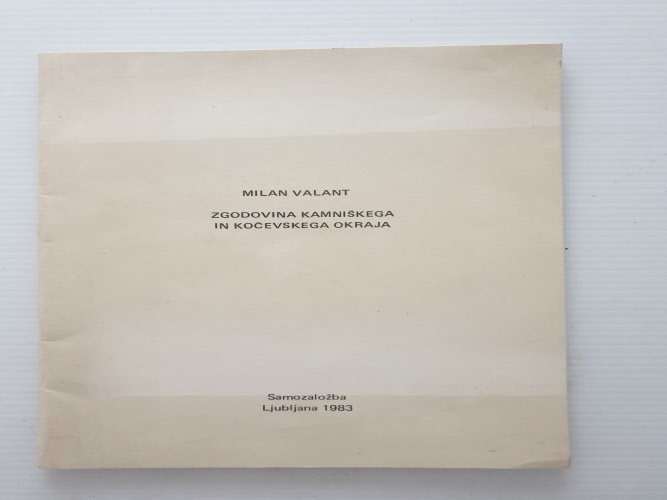 MILAN VALANT
ZGODOVINA KAMNIŠKEGA
IN KOČEVSKEGA OKRAJA
Samozaložba
Ljubljana 1983